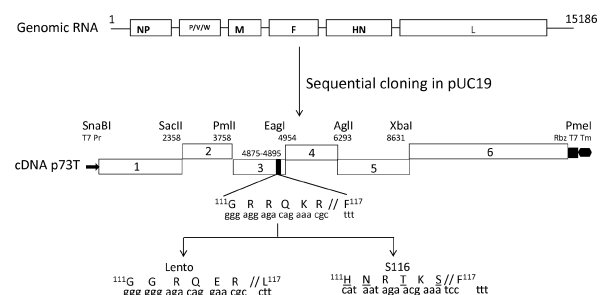 1 15186
Genomic RNA NP P/V/W M F HN L
Sequential cloning in pUC19
SnaBI SacII PmlI EagI AgII XbaI PmeI
T7 Pr 2358 3758 4954 6293 8631 Rbz T7 Tm
2 4875-4895 4 6
cDNA p73T 1 3 5
111G R R Q K R // F117
ggg agg aga cag aaa cgc ttt
Lento S116
111G G R Q E R //L117 111H N R T K S//F117
ggg ggg aga cag gaa cgc ctt cat aat aga acg aaa tcc ttt